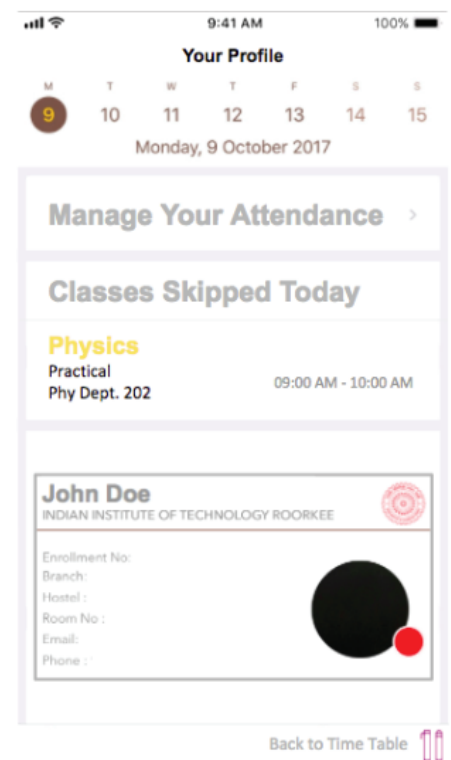 9:41 AM 100%
Your Profile
M T W T F S S
9 10 11 12 13 14 15
Monday, 9 October 2017
Manage Your Attendance
Classes Skipped Today
Physics
Practical
Phy Dept. 202
09:00 AM - 10:00 AM
John Doe
INDIAN INSTITUTE OF TECHNOLOGY ROORKEE
Enrollment No:
Branch:
Hostel :
Room No :
Email:
Phone :
Back to Time Table